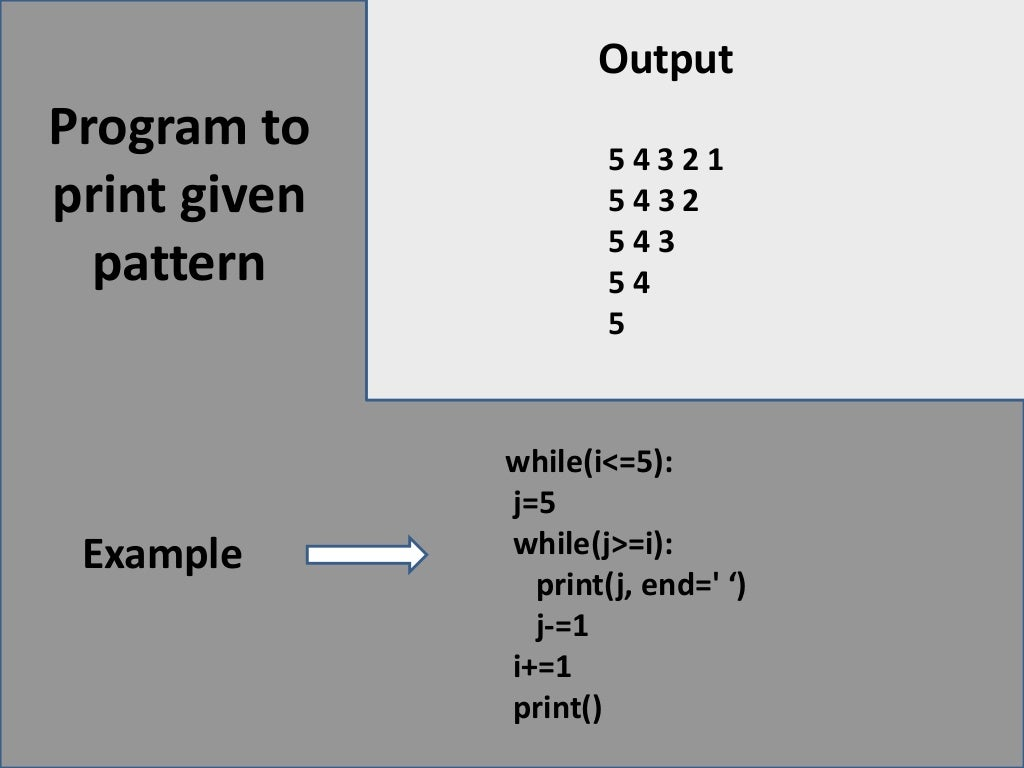 Program to
print given
pattern
Output
5 4 3 2 1
5 4 3 2
5 4 3
5 4
5
Example
while(i<=5):
j=5
while(j>=i):
print(j, end=' ‘)
j-=1
i+=1
print()